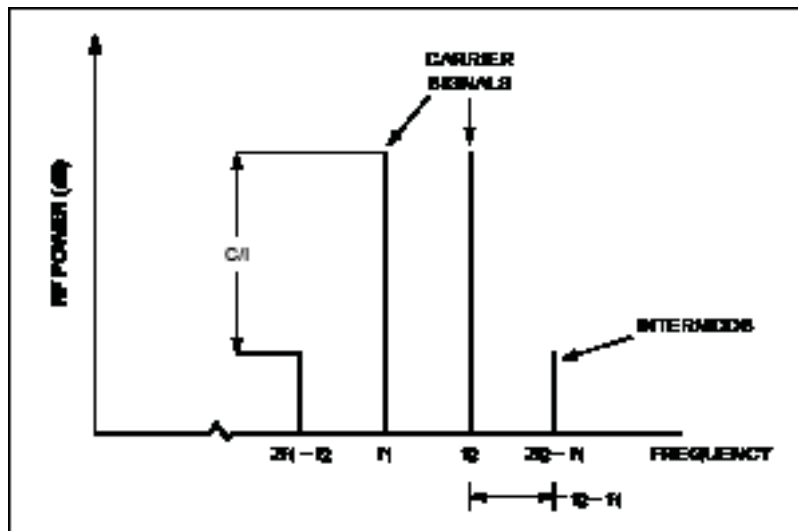 CARRIER
SIGNALS
RF POWER (dB)
C/I
INTERMODS
2f1 – f2
f1
f2
2f2 – f1
FREQUENCY
f2 – f1